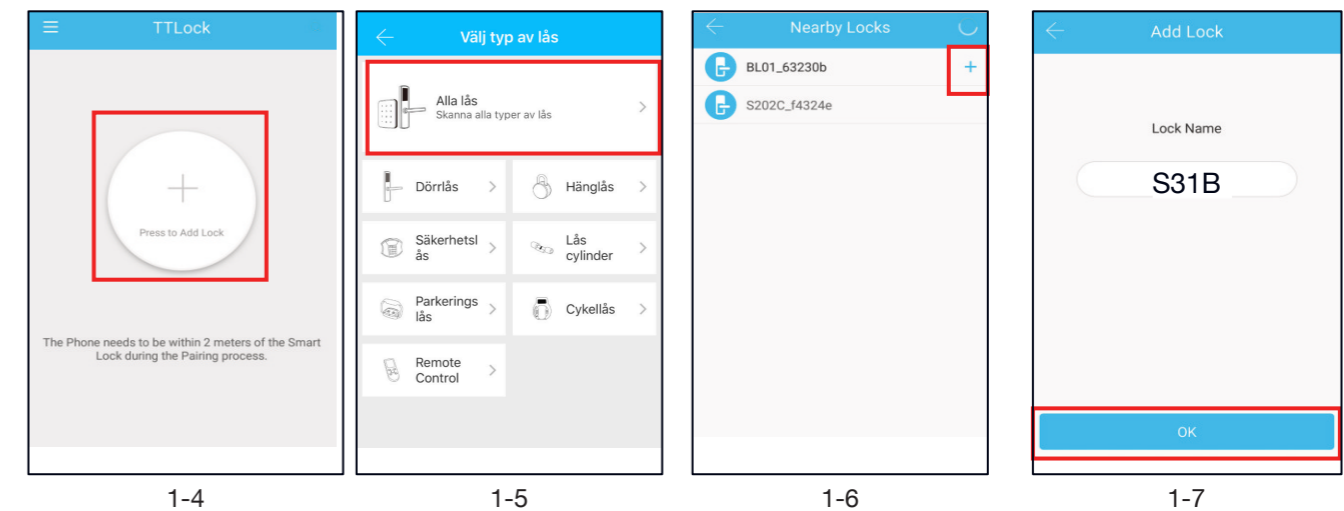 TTLock
Press to Add Lock
The Phone needs to be within 2 meters of the Smart
Lock during the Pairing process.
1-4
Välj typ av lås
Alla lås
Skanna alla typer av lås
Dörrlås
Hänglås
Säkerhetsl
ås
Lås
cylinder
Parkerings
lås
Cykellås
Remote
Control
1-5
Nearby Locks
BL01_63230b
S202C_f4324e
1-6
Add Lock
Lock Name
S31B
OK
1-7